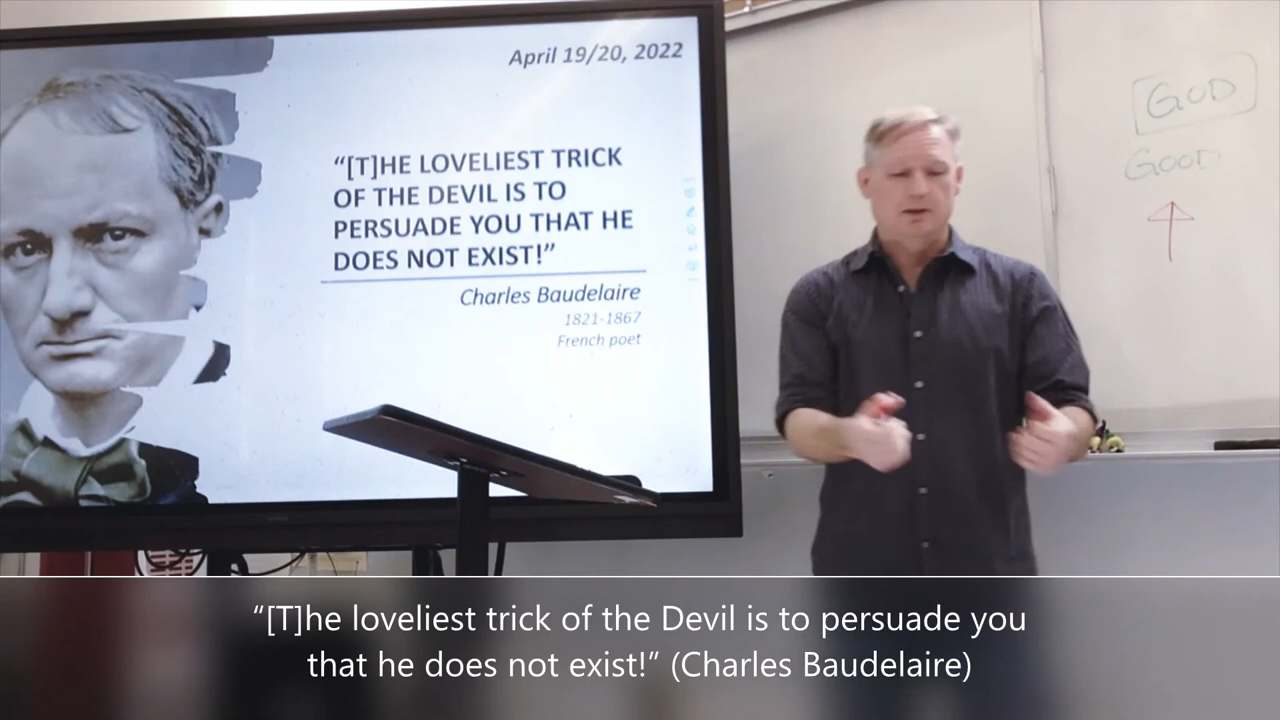 April 19/20, 2022
“[T]HE LOVELIEST TRICK
OF THE DEVIL IS TO
PERSUADE YOU THAT HE
DOES NOT EXIST!”
Charles Baudelaire
1821-1867
French poet
GOD
GOOD
“[T]he loveliest trick of the Devil is to persuade you
that he does not exist!” (Charles Baudelaire)